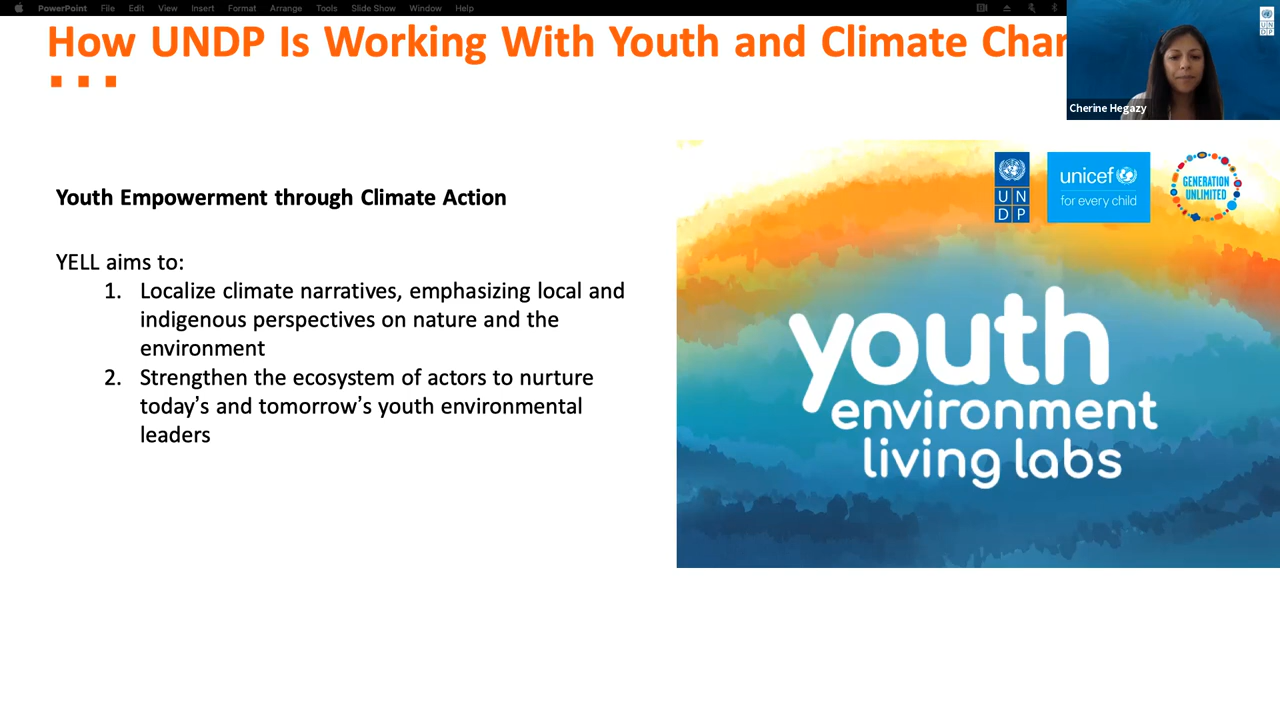 PowerPoint File Edit View Insert Format Arrange Tools Slide Show Window Help
How UNDP Is Working With Youth and Climate Char
...
Cherine Hegazy
UN
DP
Youth Empowerment through Climate Action
YELL aims to:
1. Localize climate narratives, emphasizing local and
indigenous perspectives on nature and the
environment
2. Strengthen the ecosystem of actors to nurture
today’s and tomorrow’s youth environmental
leaders
U N
D P
unicef
for every child
GENERATION
UNLIMITED
youth
environment
living labs